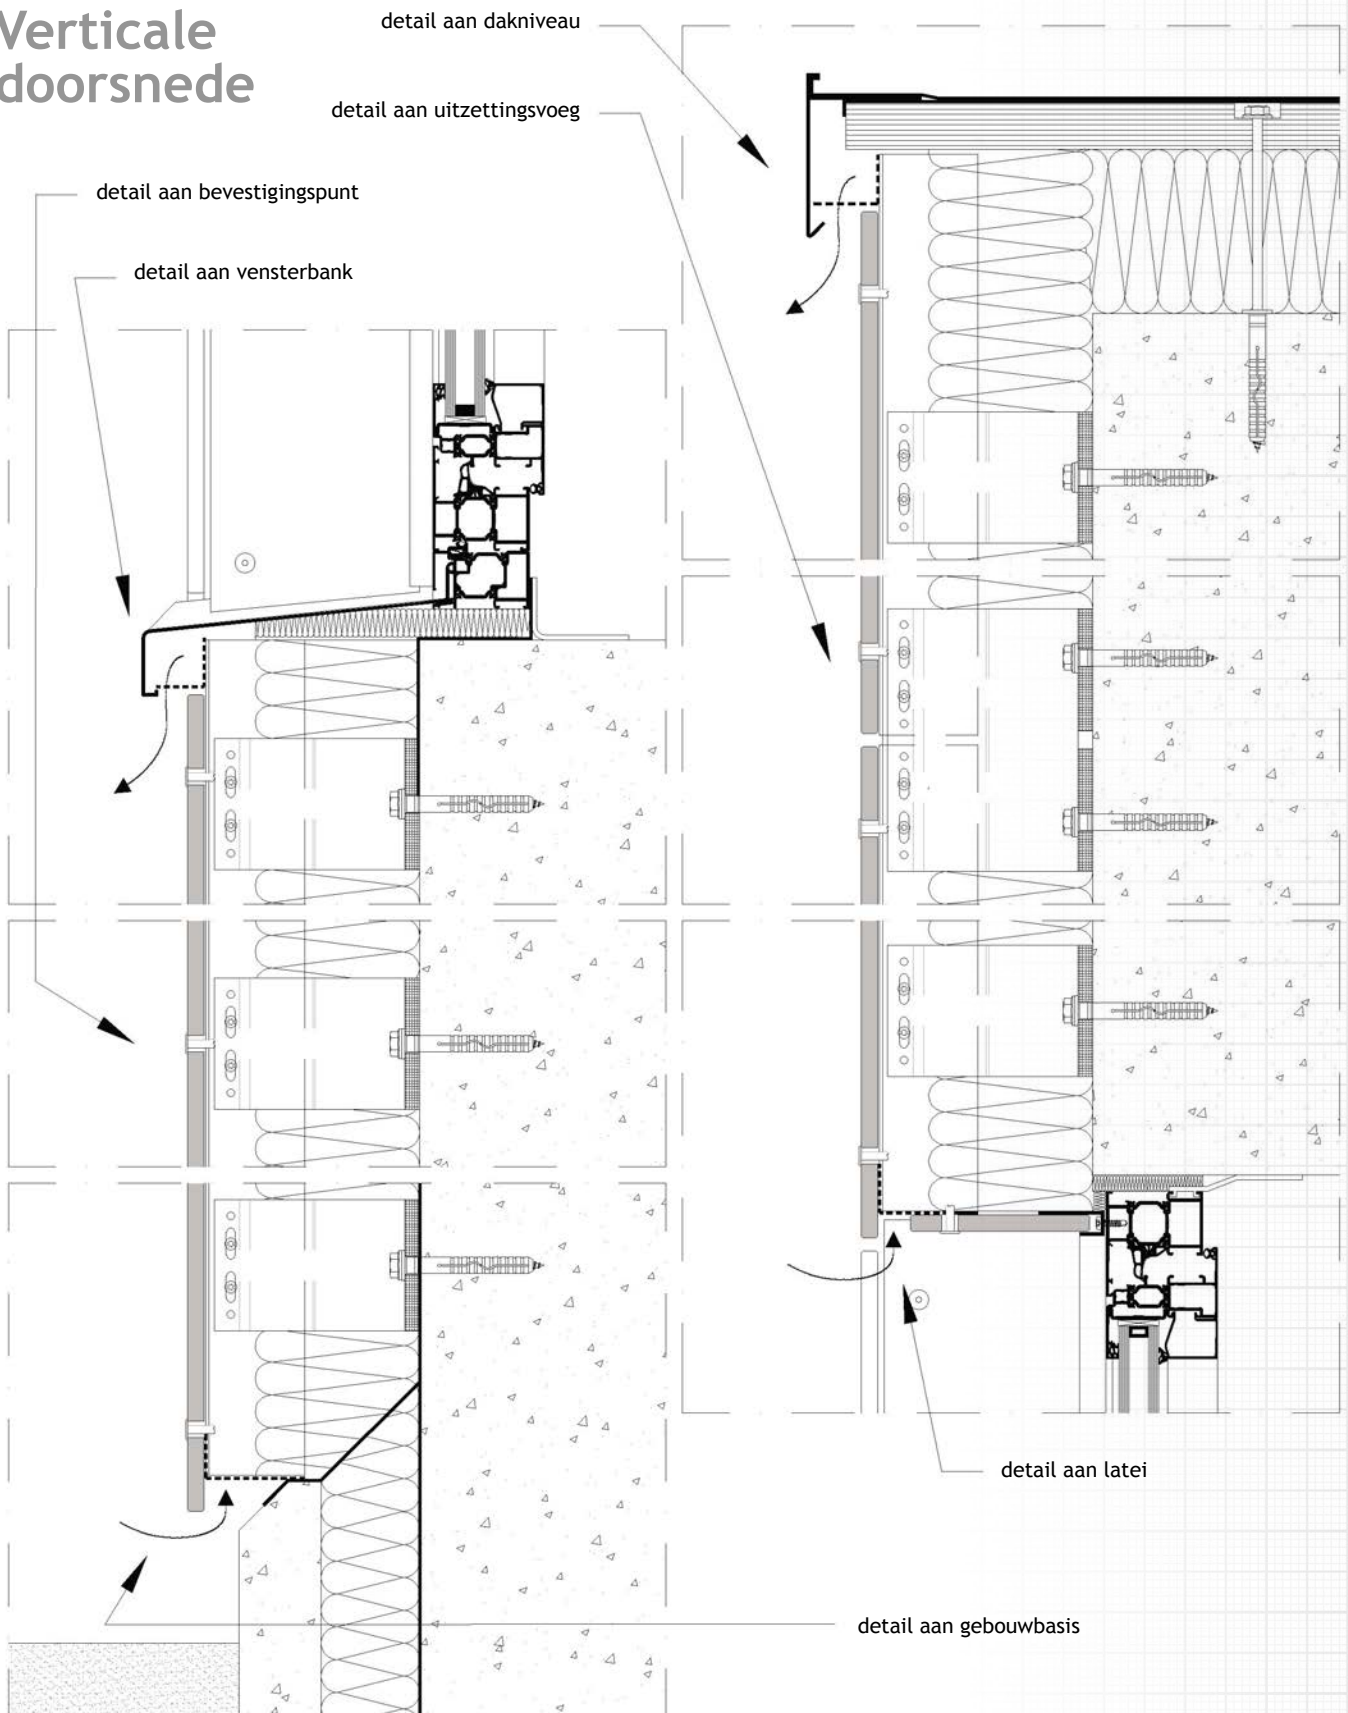 Verticale
doorsnede
detail aan dakniveau
detail aan uitzettingsvoeg
detail aan bevestigingspunt
detail aan vensterbank
detail aan latei
detail aan gebouwbasis